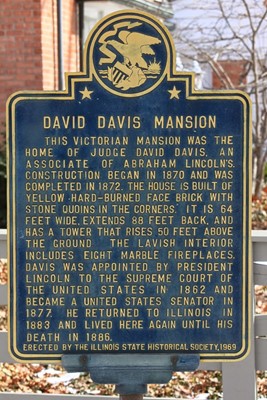 DAVID DAVIS MANSION
THIS VICTORIAN MANSION WAS THE
HOME OF JUDGE DAVID DAVIS, AN
ASSOCIATE OF ABRAHAM LINCOLN'S.
CONSTRUCTION BEGAN IN 1870 AND WAS
COMPLETED IN 1872. THE HOUSE IS BUILT OF
YELLOW HARD-BURNED FACE BRICK WITH
STONE QUOINS IN THE CORNERS. IT IS 64
FEET WIDE, EXTENDS 88 FEET BACK, AND
HAS A TOWER THAT RISES 50 FEET ABOVE
THE GROUND. THE LAVISH INTERIOR
INCLUDES EIGHT MARBLE FIREPLACES.
DAVIS WAS APPOINTED BY PRESIDENT
LINCOLN TO THE SUPREME COURT OF
THE UNITED STATES IN 1862 AND
BECAME A UNITED STATES SENATOR IN
1877. HE RETURNED TO ILLINOIS IN
1883 AND LIVED HERE AGAIN UNTIL HIS
DEATH IN 1886.
ERECTED BY THE ILLINOIS STATE HISTORICAL SOCIETY, 1969